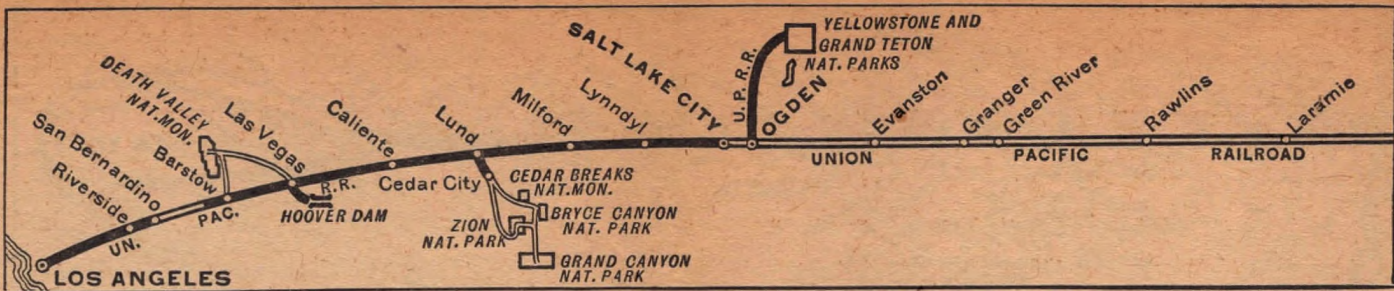 LOS ANGELES
UN.
PAC.
R.R.
Riverside
San Bernardino
Barstow
DEATH VALLEY
NAT. MON.
Las Vegas
HOOVER DAM
Caliente
Lund
Cedar City
CEDAR BREAKS
NAT. MON.
ZION
NAT. PARK
BRYCE CANYON
NAT. PARK
GRAND CANYON
NAT. PARK
Milford
Lynndyl
SALT LAKE CITY
U.P.R.R.
OGDEN
YELLOWSTONE AND
GRAND TETON
NAT. PARKS
Evanston
Granger
Green River
Rawlins
Laramie
UNION
PACIFIC
RAILROAD